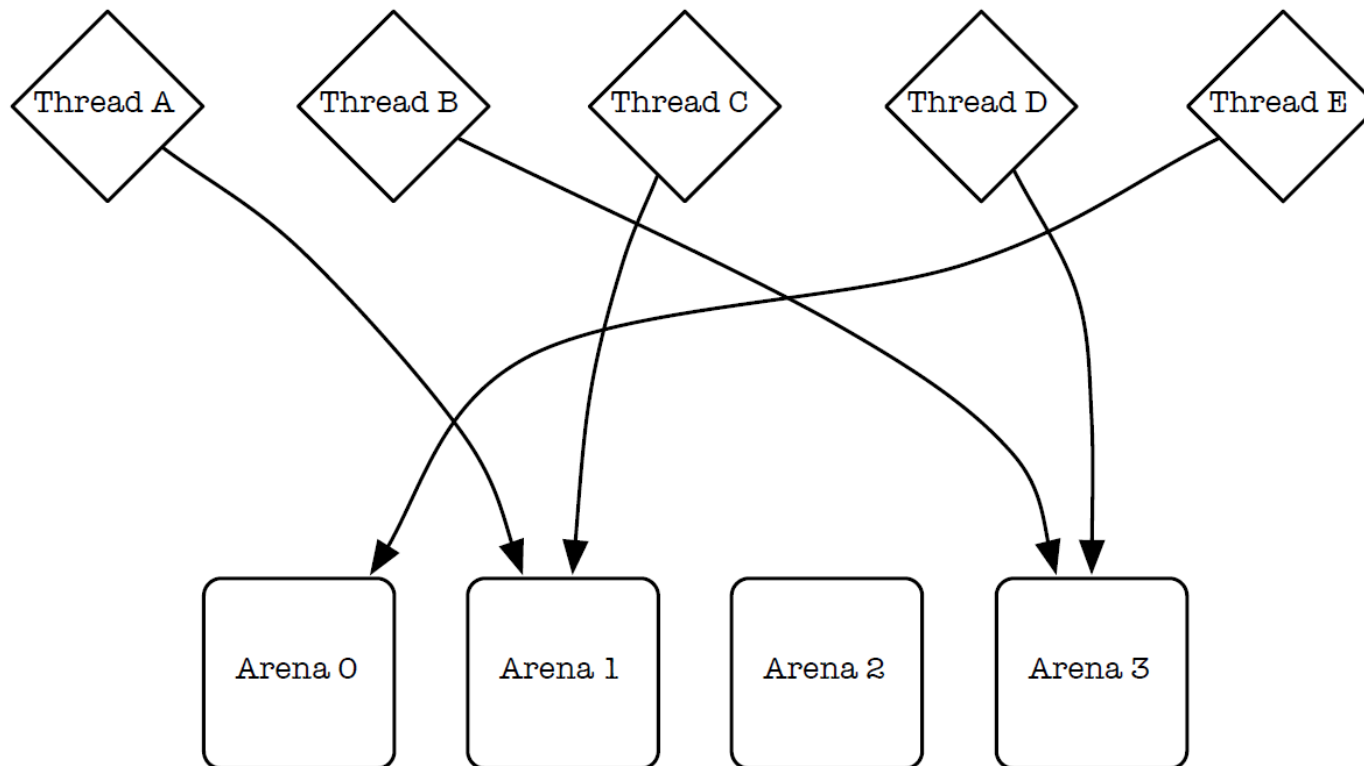 Thread A
Thread B
Thread C
Thread D
Thread E
Arena 0
Arena 1
Arena 2
Arena 3